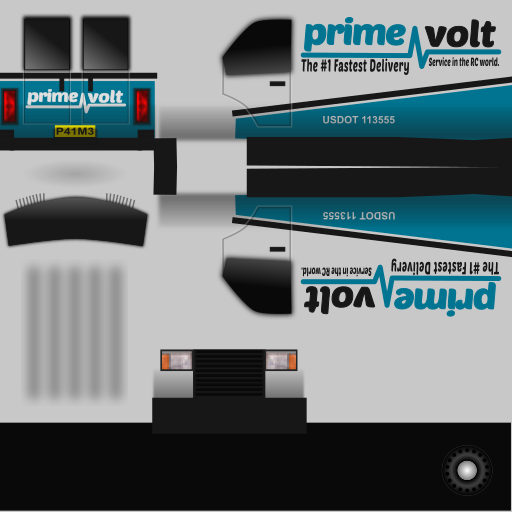 prime volt
The #1 Fastest Delivery
Service in the RC world.
prime volt
P41M3
USDOT 113555
USDOT 113555
The #1 Fastest Delivery
Service in the RC world.
prime volt